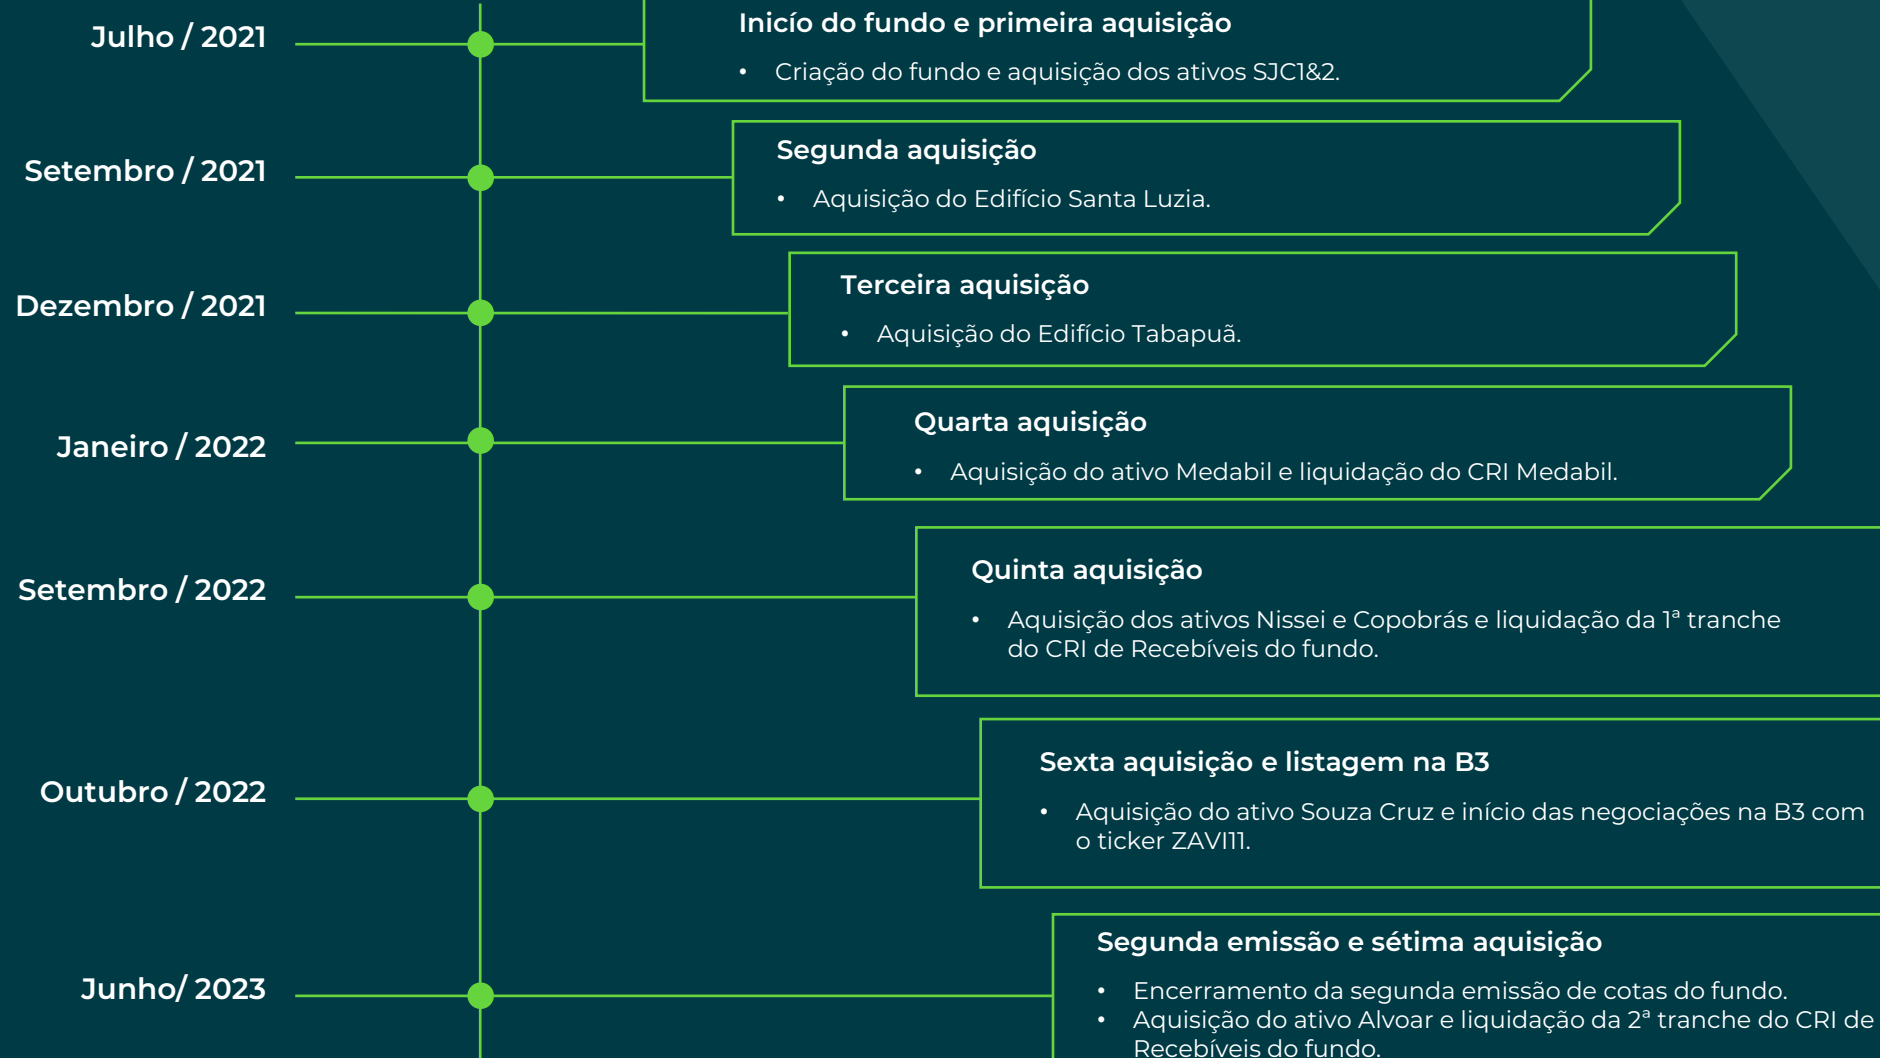 Julho / 2021
Inicío do fundo e primeira aquisição
• Criação do fundo e aquisição dos ativos SJC1&2.
Setembro / 2021
Segunda aquisição
• Aquisição do Edifício Santa Luzia.
Dezembro / 2021
Terceira aquisição
• Aquisição do Edifício Tabapuã.
Janeiro / 2022
Quarta aquisição
• Aquisição do ativo Medabil e liquidação do CRI Medabil.
Setembro / 2022
Quinta aquisição
• Aquisição dos ativos Nissei e Copobrás e liquidação da 1ª tranche
do CRI de Recebíveis do fundo.
Outubro / 2022
Sexta aquisição e listagem na B3
• Aquisição do ativo Souza Cruz e início das negociações na B3 com
o ticker ZAVI11.
Junho/ 2023
Segunda emissão e sétima aquisição
• Encerramento da segunda emissão de cotas do fundo.
• Aquisição do ativo Alvoar e liquidação da 2ª tranche do CRI de
Recebíveis do fundo.